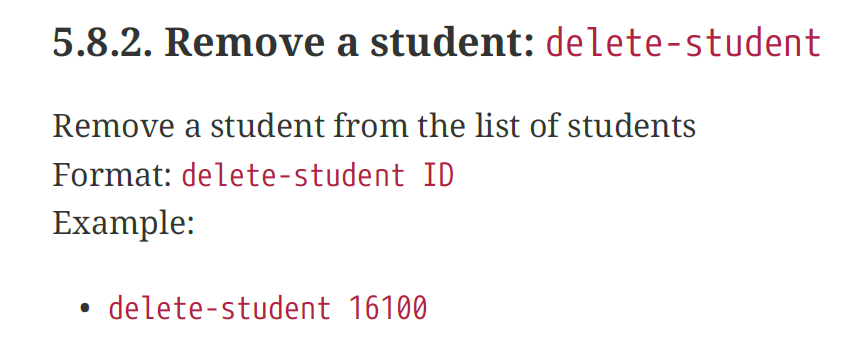 5.8.2. Remove a student: delete-student
Remove a student from the list of students
Format: delete-student ID
Example:
• delete-student 16100